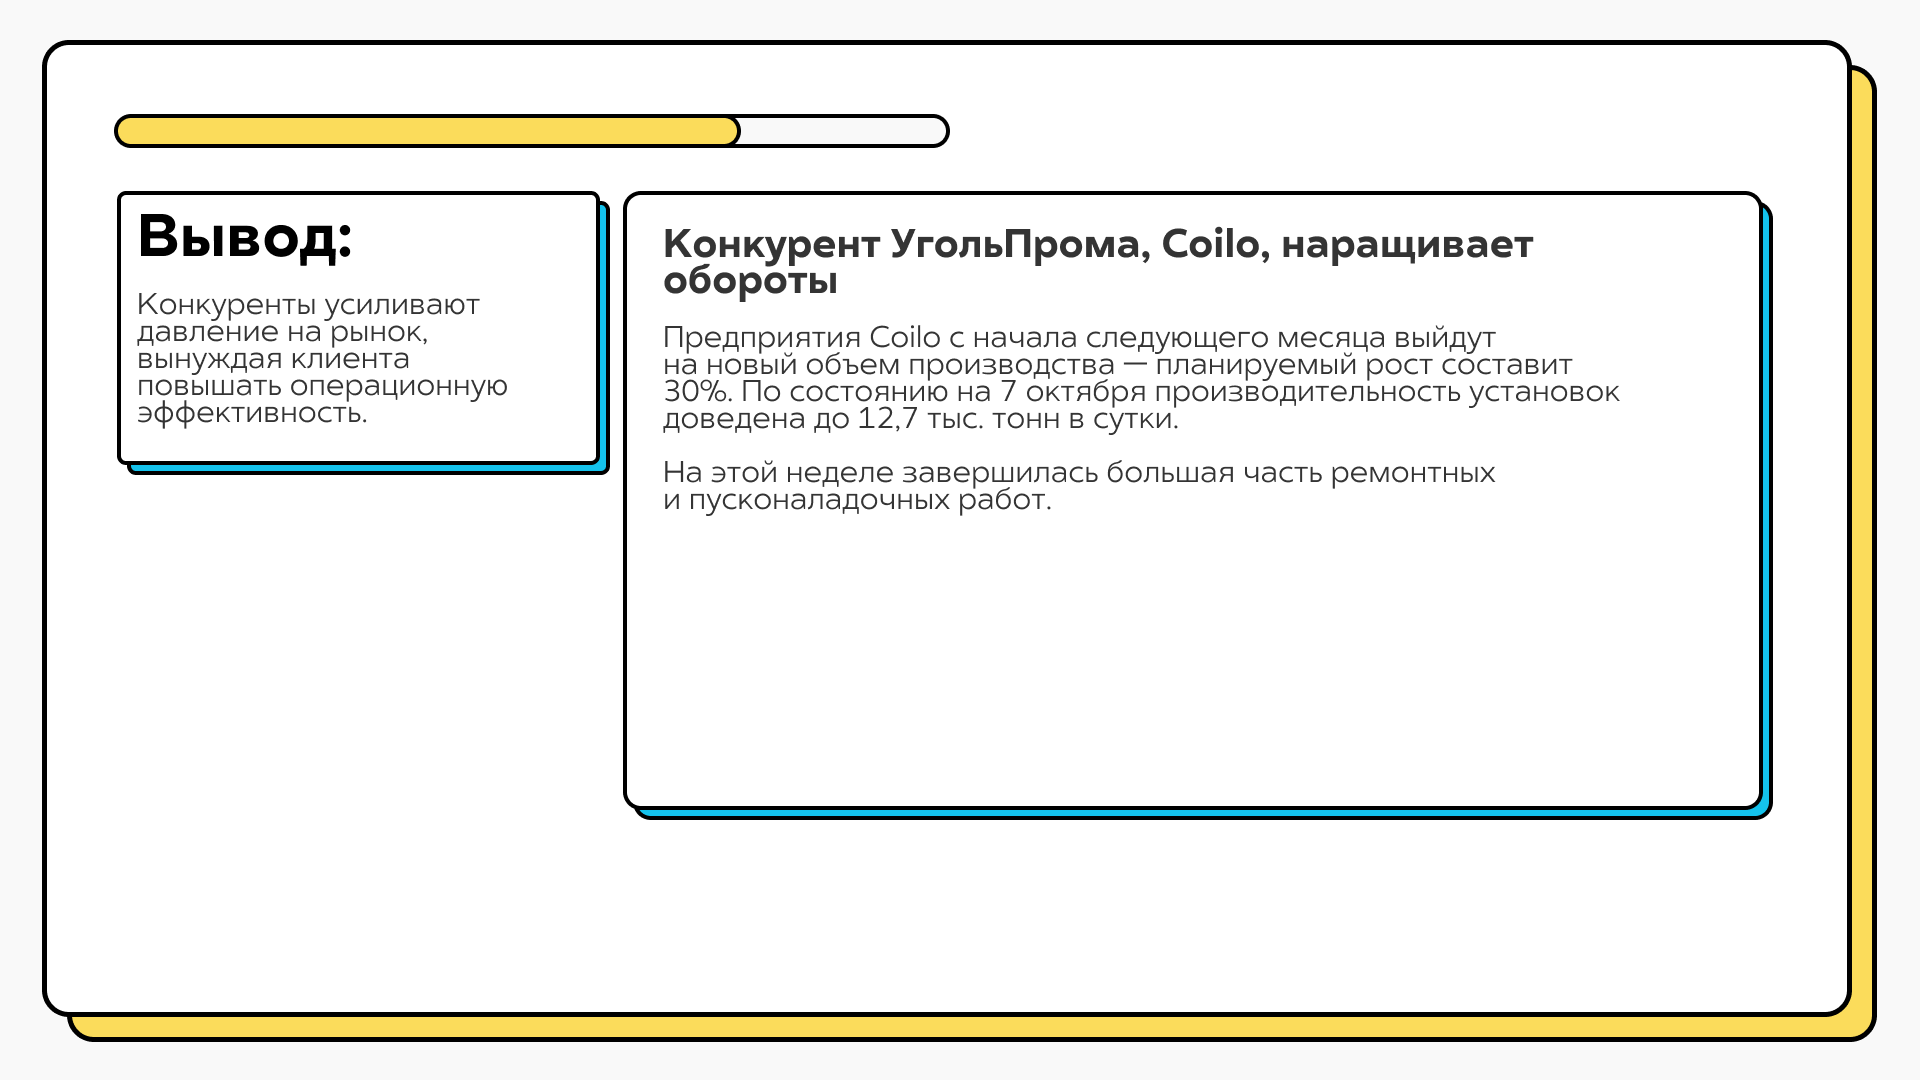 Вывод:
Конкуренты усиливают
давление на рынок,
вынуждая клиента
повышать операционную
эффективность.
Конкурент УгольПрома, Coilo, наращивает
обороты
Предприятия Coilo с начала следующего месяца выйдут
на новый объем производства — планируемый рост составит
30%. По состоянию на 7 октября производительность установок
доведена до 12,7 тыс. тонн в сутки.
На этой неделе завершилась большая часть ремонтных
и пусконаладочных работ.